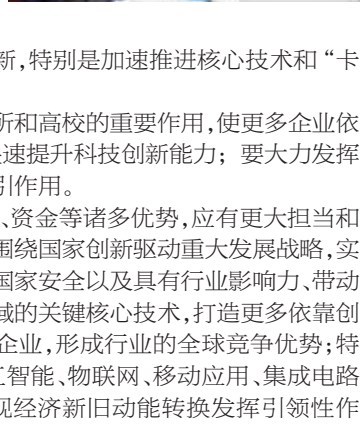 新,特别是加速推进核心技术和“卡
所和高校的重要作用,使更多企业依
速提升科技创新能力; 要大力发挥
引作用。
、资金等诸多优势,应有更大担当和
围绕国家创新驱动重大发展战略,实
国家安全以及具有行业影响力、带动
域的关键核心技术,打造更多依靠创
企业,形成行业的全球竞争优势;特
工智能、物联网、移动应用、集成电路
现经济新旧动能转换发挥引领性作